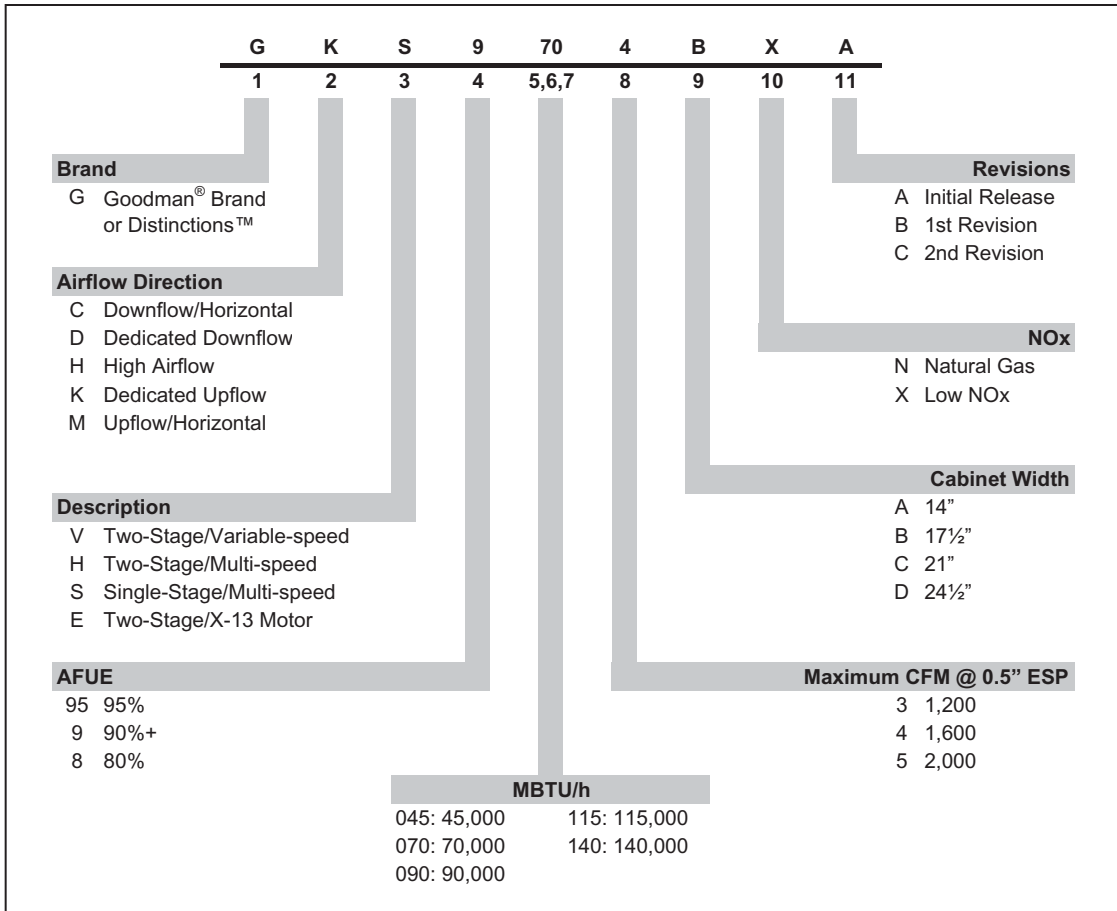 G K S 9 70 4 B X A
1 2 3 4 5,6,7 8 9 10 11
Brand
G Goodman® Brand
or Distinctions™
Airflow Direction
C Downflow/Horizontal
D Dedicated Downflow
H High Airflow
K Dedicated Upflow
M Upflow/Horizontal
Description
V Two-Stage/Variable-speed
H Two-Stage/Multi-speed
S Single-Stage/Multi-speed
E Two-Stage/X-13 Motor
AFUE
95 95%
9 90%+
8 80%
MBTU/h
045: 45,000 115: 115,000
070: 70,000 140: 140,000
090: 90,000
Revisions
A Initial Release
B 1st Revision
C 2nd Revision
NOx
N Natural Gas
X Low NOx
Cabinet Width
A 14”
B 17½”
C 21”
D 24½”
Maximum CFM @ 0.5” ESP
3 1,200
4 1,600
5 2,000